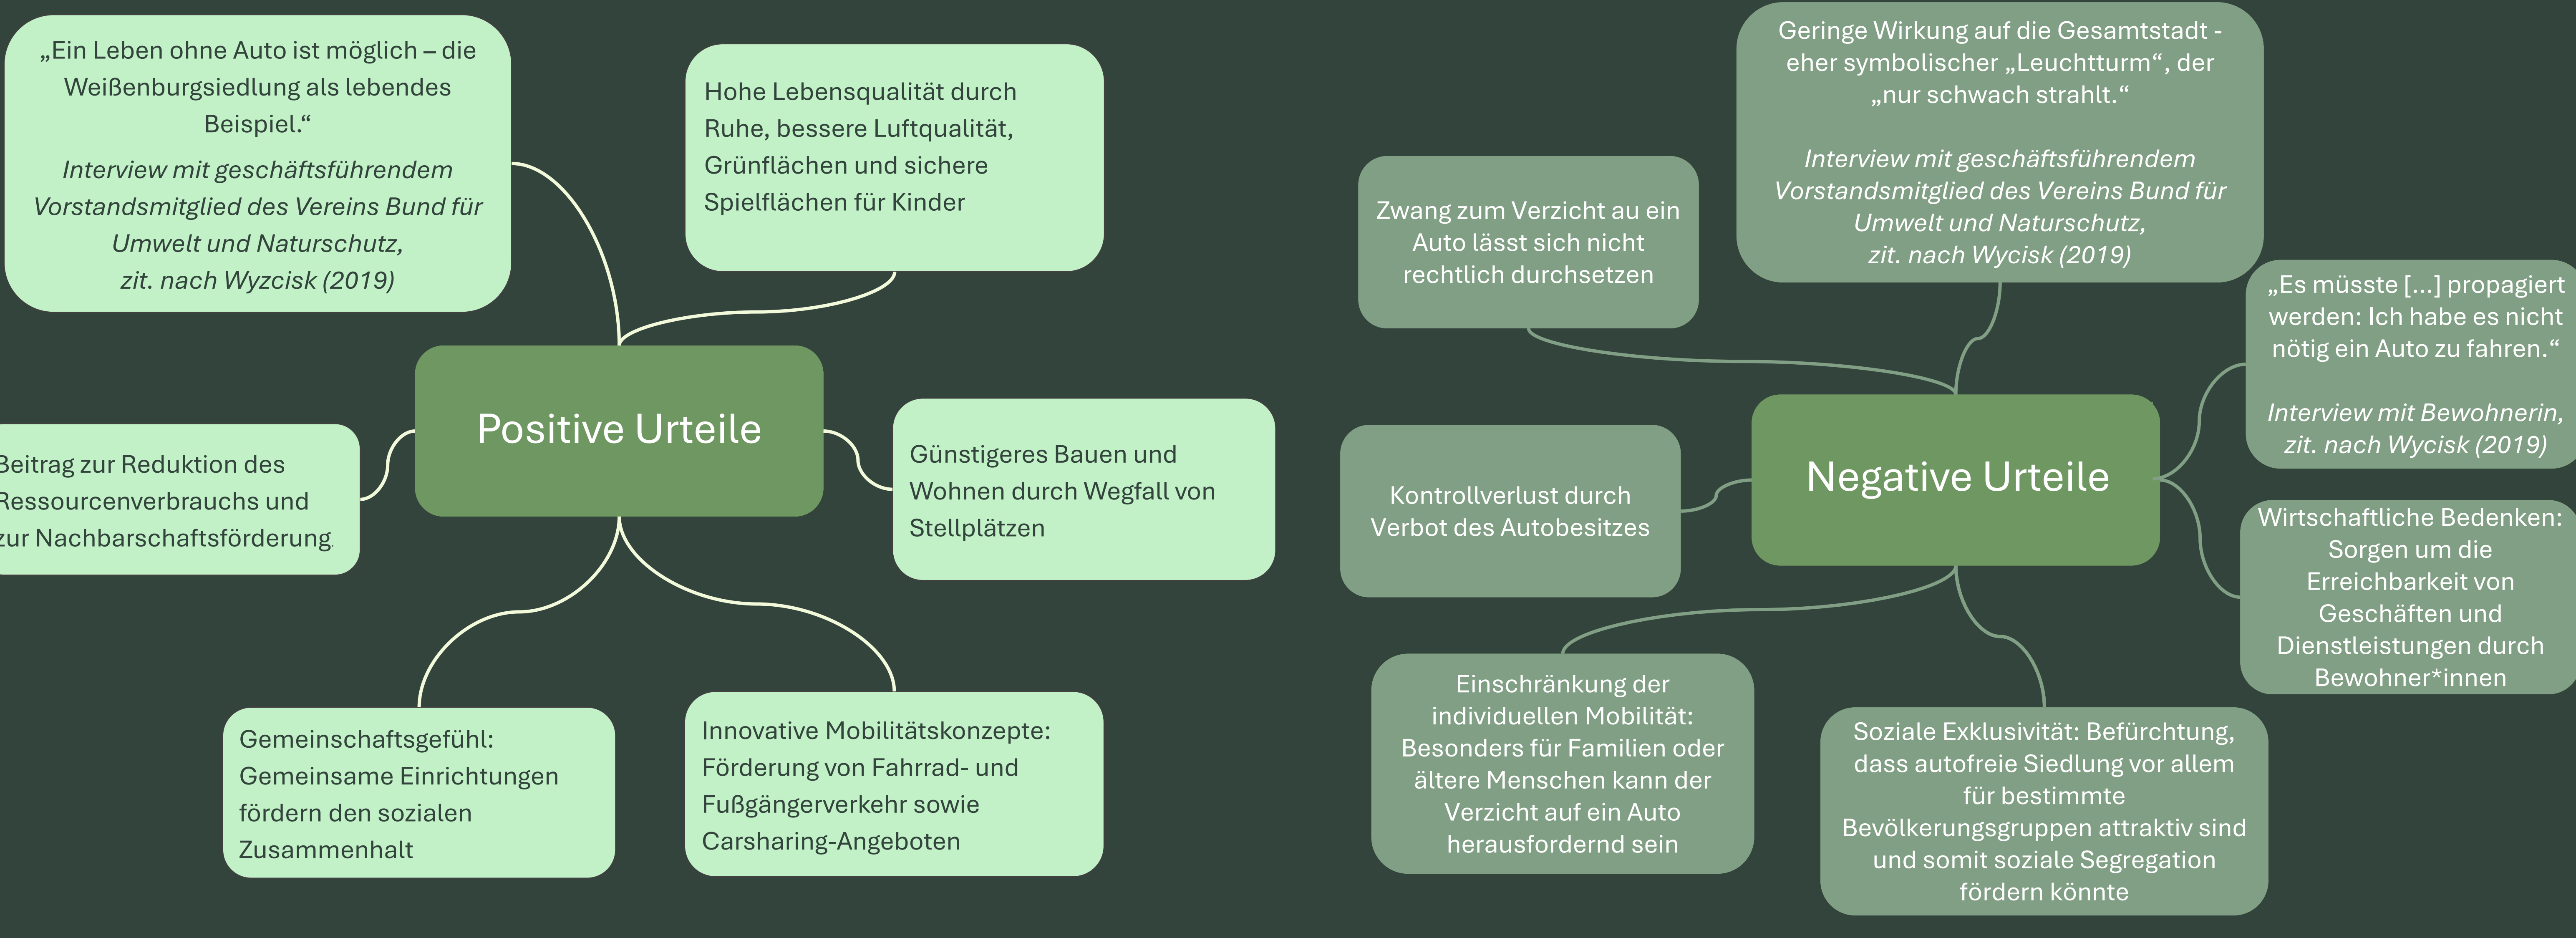 „Ein Leben ohne Auto ist möglich – die
Weißenburgsiedlung als lebendes
Beispiel.“
Interview mit geschäftsführendem
Vorstandsmitglied des Vereins Bund für
Umwelt und Naturschutz,
zit. nach Wyzcisk (2019)
Hohe Lebensqualität durch
Ruhe, bessere Luftqualität,
Grünflächen und sichere
Spielflächen für Kinder
Positive Urteile
Beitrag zur Reduktion des
Ressourcenverbrauchs und
zur Nachbarschaftsförderung.
Günstigeres Bauen und
Wohnen durch Wegfall von
Stellplätzen
Gemeinschaftsgefühl:
Gemeinsame Einrichtungen
fördern den sozialen
Zusammenhalt
Innovative Mobilitätskonzepte:
Förderung von Fahrrad- und
Fußgängerverkehr sowie
Carsharing-Angeboten
Zwang zum Verzicht au ein
Auto lässt sich nicht
rechtlich durchsetzen
Geringe Wirkung auf die Gesamtstadt -
eher symbolischer „Leuchtturm“, der
„nur schwach strahlt.“
Interview mit geschäftsführendem
Vorstandsmitglied des Vereins Bund für
Umwelt und Naturschutz,
zit. nach Wycisk (2019)
„Es müsste [...] propagiert
werden: Ich habe es nicht
nötig ein Auto zu fahren.“
Interview mit Bewohnerin,
zit. nach Wycisk (2019)
Negative Urteile
Kontrollverlust durch
Verbot des Autobesitzes
Wirtschaftliche Bedenken:
Sorgen um die
Erreichbarkeit von
Geschäften und
Dienstleistungen durch
Bewohner*innen
Einschränkung der
individuellen Mobilität:
Besonders für Familien oder
ältere Menschen kann der
Verzicht auf ein Auto
herausfordernd sein
Soziale Exklusivität: Befürchtung,
dass autofreie Siedlung vor allem
für bestimmte
Bevölkerungsgruppen attraktiv sind
und somit soziale Segregation
fördern könnte